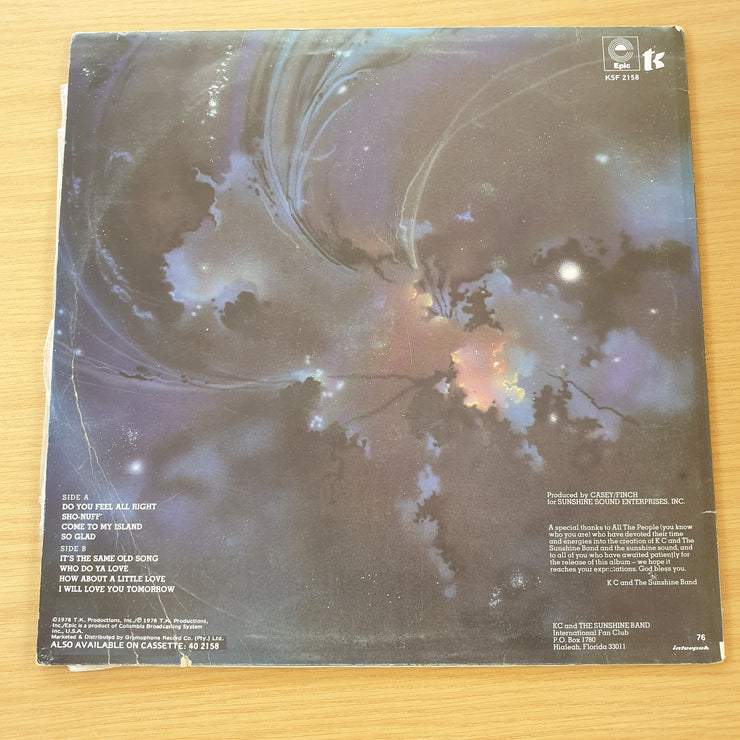 Epic
TK
KSF 2158
SIDE A
DO YOU FEEL ALL RIGHT
SHO-NUFF
COME TO MY ISLAND
SO GLAD
SIDE B
IT'S THE SAME OLD SONG
WHO DO YA LOVE
HOW ABOUT A LITTLE LOVE
I WILL LOVE YOU TOMORROW
©1978 T.K. Productions, Inc./℗1978 T.K. Productions,
Inc./Epic is a product of Columbia Broadcasting System
Inc., U.S.A.
Marketed & Distributed by Gramophone Record Co. (Pty.) Ltd.
ALSO AVAILABLE ON CASSETTE: 40 2158
Produced by CASEY/FINCH
for SUNSHINE SOUND ENTERPRISES, INC.
A special thanks to All The People (you know
who you are) who have devoted their time
and energies into the creation of K C and The
Sunshine Band and the sunshine sound, and
to all of you who have awaited patiently for
the release of this album — we hope it
reaches your expectations. God bless you.
K C and The Sunshine Band
KC and THE SUNSHINE BAND
International Fan Club
P.O. Box 1780
Hialeah, Florida 33011
76
interpak